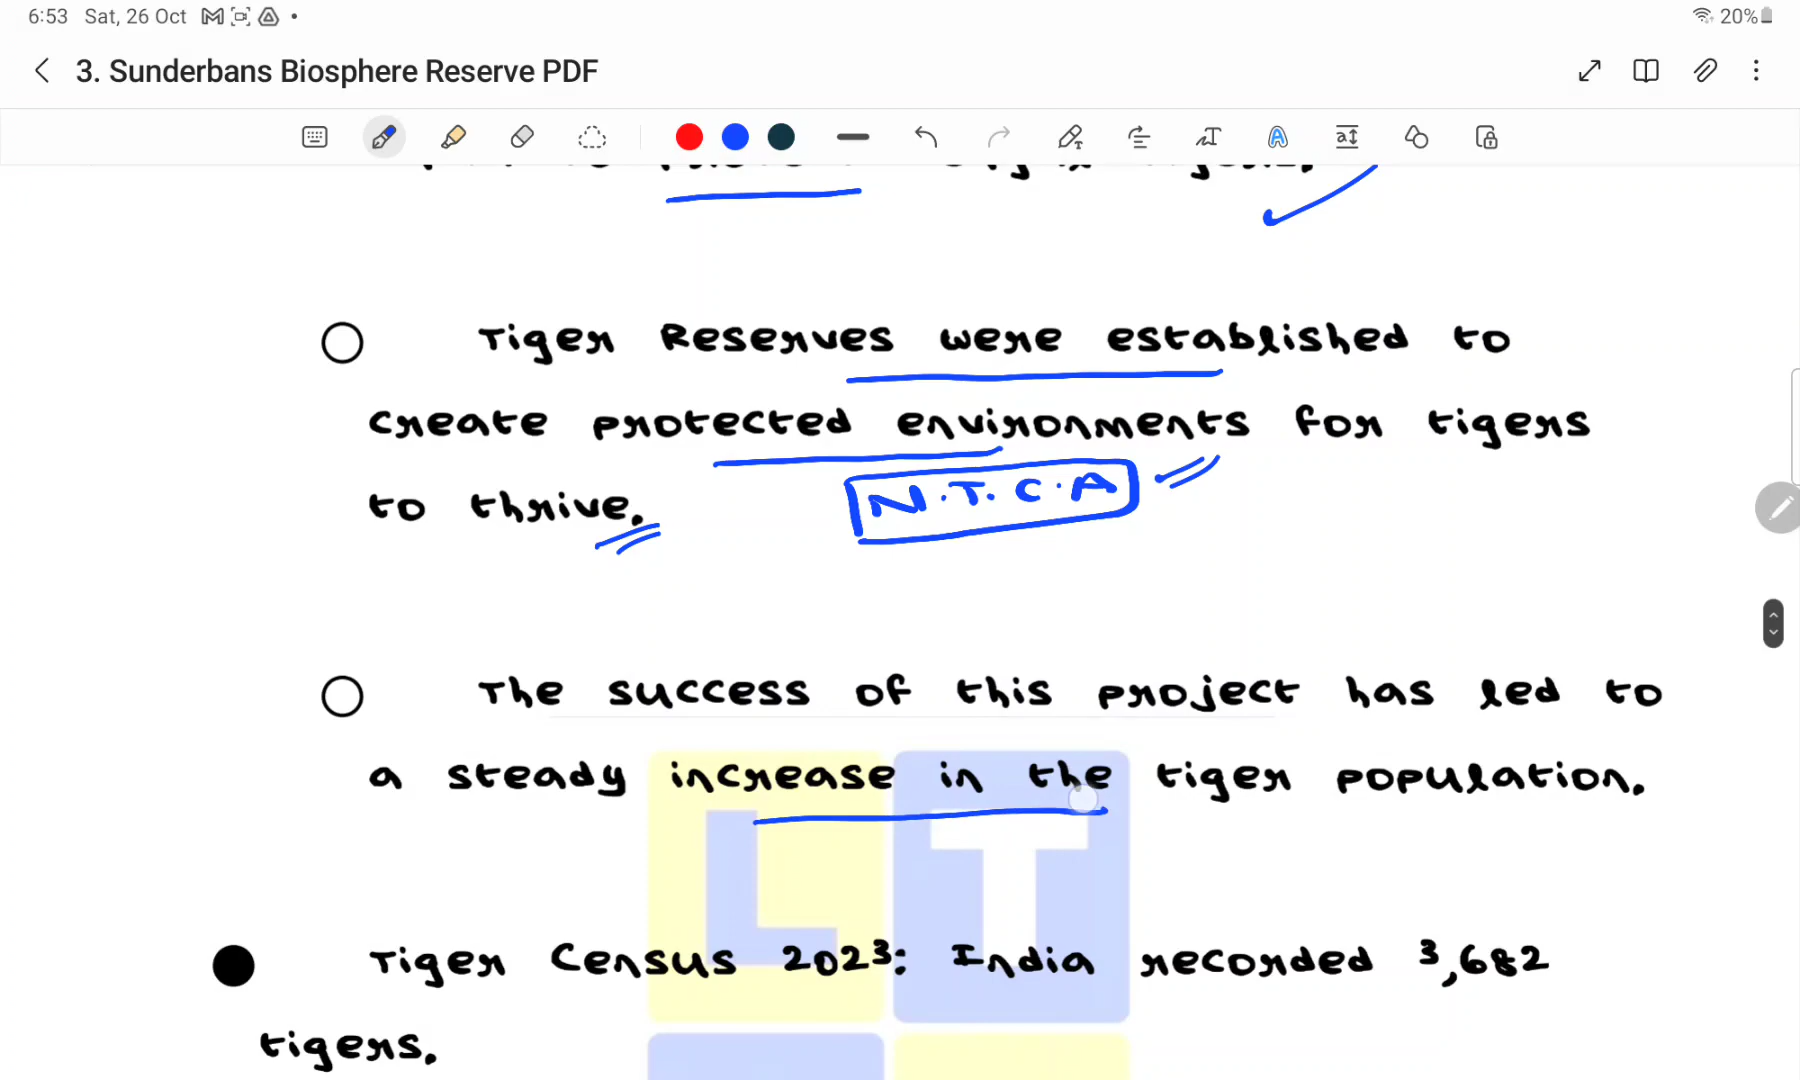 6:53 Sat, 26 Oct
20%
3. Sunderbans Biosphere Reserve PDF
Tiger Reserves were established to
create protected environments for tigers
to thrive.
N.T.C.A
The success of this project has led to
a steady increase in the tiger population.
LT
Tiger Census 2023: India recorded 3,682
tigers.